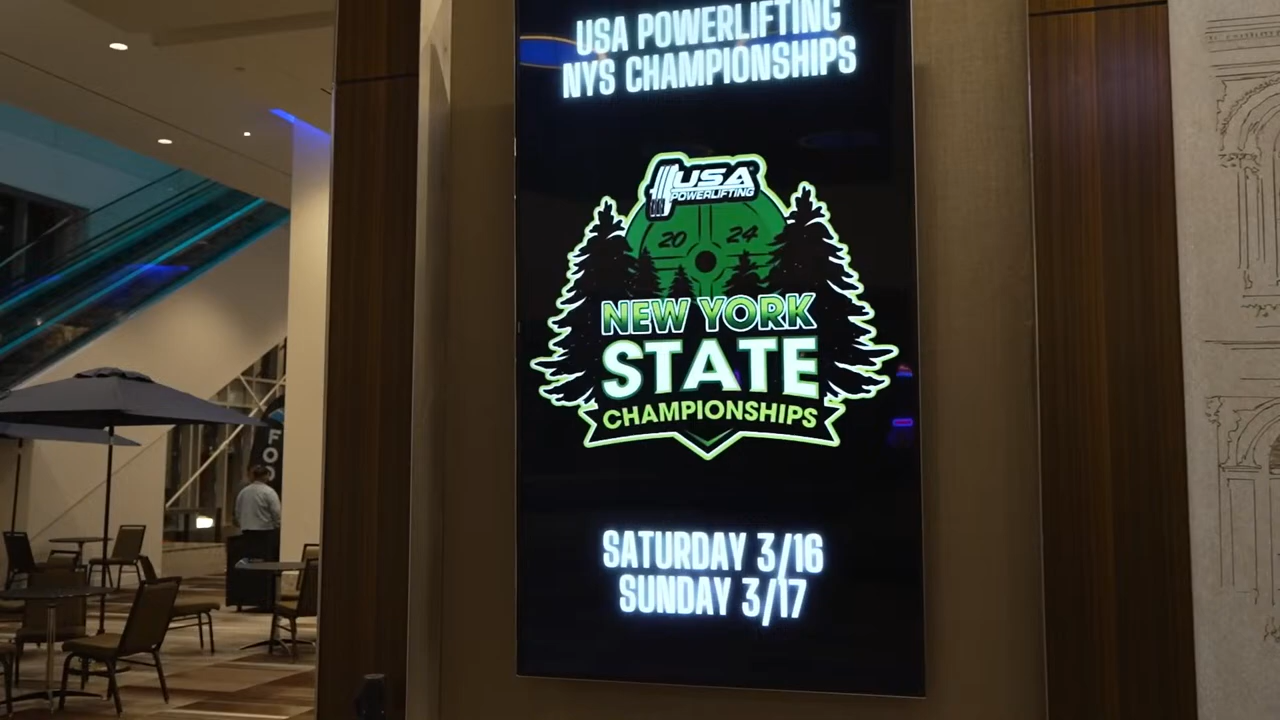 USA POWERLIFTING
NYS CHAMPIONSHIPS
USA
POWERLIFTING
20 24
NEW YORK
STATE
CHAMPIONSHIPS
SATURDAY 3/16
SUNDAY 3/17